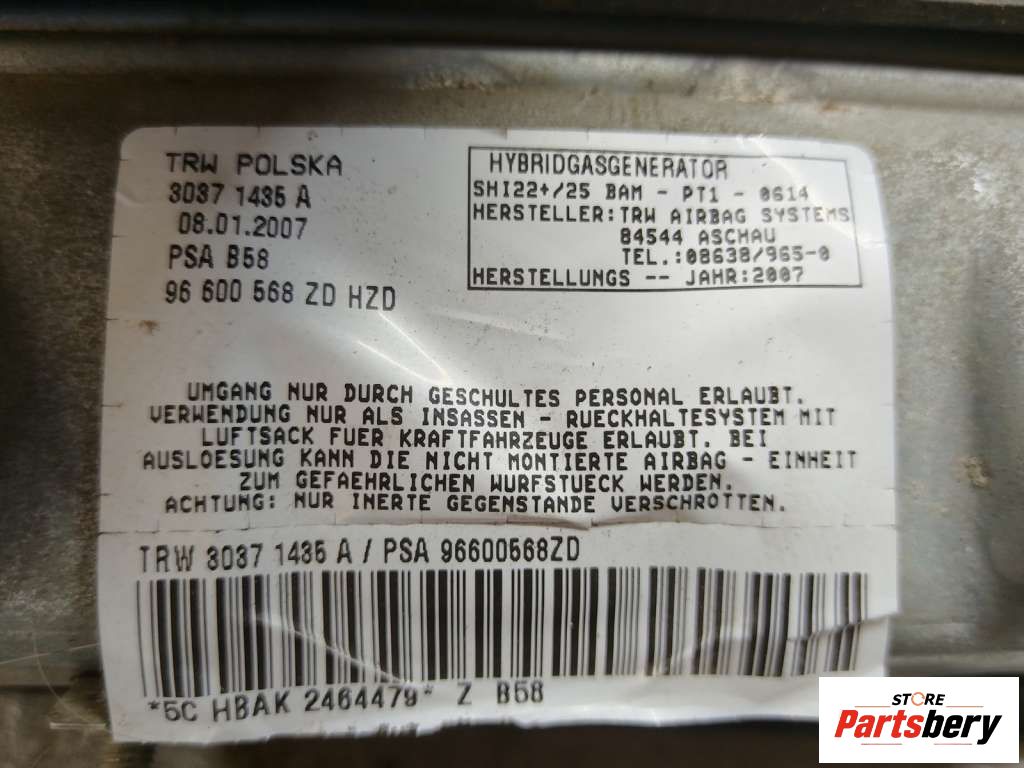 TRW POLSKA
3037 1435 A
08.01.2007
PSA B58
96 600 568 ZD HZD
HYBRIDGASGENERATOR
SHI22+/25 BAM - PT1 - 0614
HERSTELLER: TRW AIRBAG SYSTEMS
84544 ASCHAU
TEL.:08638/965-0
HERSTELLUNGS -- JAHR:2007
UMGANG NUR DURCH GESCHULTES PERSONAL ERLAUBT.
VERWENDUNG NUR ALS INSASSEN - RUECKHALTESYSTEM MIT
LUFTSACK FUER KRAFTFAHRZEUGE ERLAUBT. BEI
AUSLOESUNG KANN DIE NICHT MONTIERTE AIRBAG - EINHEIT
ZUM GEFAEHRLICHEN WURFSTUECK WERDEN.
ACHTUNG: NUR INERTE GEGENSTANDE VERSCHROTTEN.
TRW 3037 1435 A / PSA 96600568ZD
*5C HBAK 2464479* Z B58
STORE
Partsbery